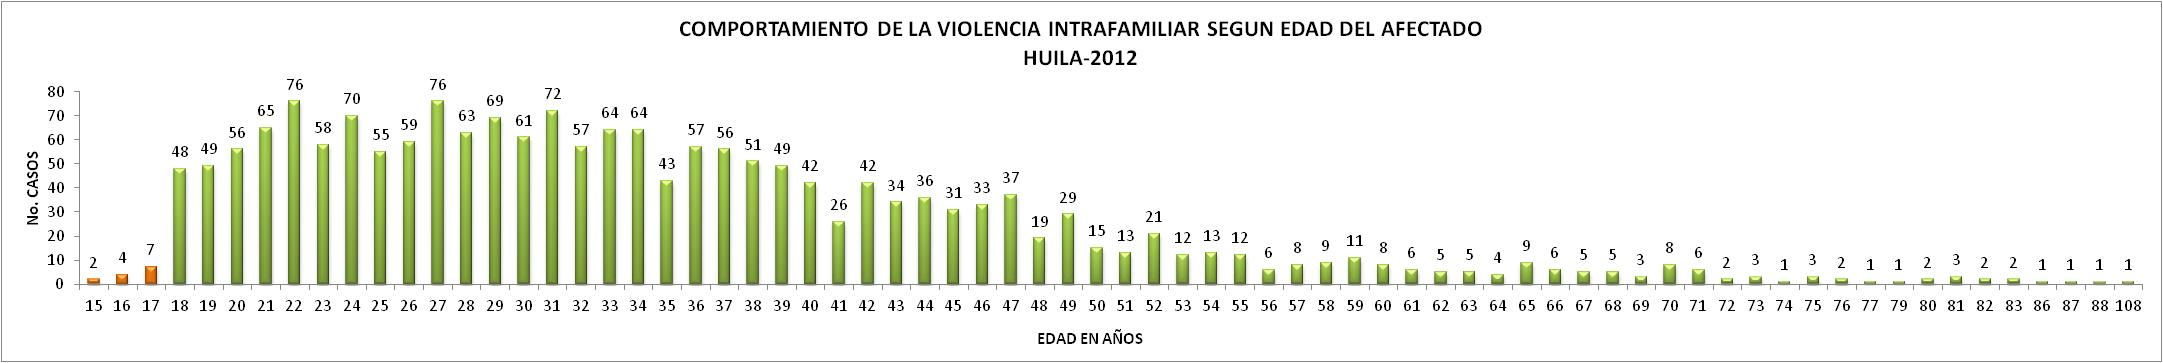 COMPORTAMIENTO DE LA VIOLENCIA INTRAFAMILIAR SEGUN EDAD DEL AFECTADO
HUILA-2012
No. CASOS
80
70
60
50
40
30
20
10
0
2 4 7 48 49 56 65 76 58 70 55 59 76 63 69 61 72 57 64 64 43 57 56 51 49 42 26 42 34 36 31 33 37 19 29 15 13 21 12 13 12 6 8 9 11 8 6 5 5 4 9 6 5 5 3 8 6 2 3 1 3 2 1 1 2 3 2 2 1 1 1 1
15 16 17 18 19 20 21 22 23 24 25 26 27 28 29 30 31 32 33 34 35 36 37 38 39 40 41 42 43 44 45 46 47 48 49 50 51 52 53 54 55 56 57 58 59 60 61 62 63 64 65 66 67 68 69 70 71 72 73 74 75 76 77 79 80 81 82 83 86 87 88 108
EDAD EN AÑOS